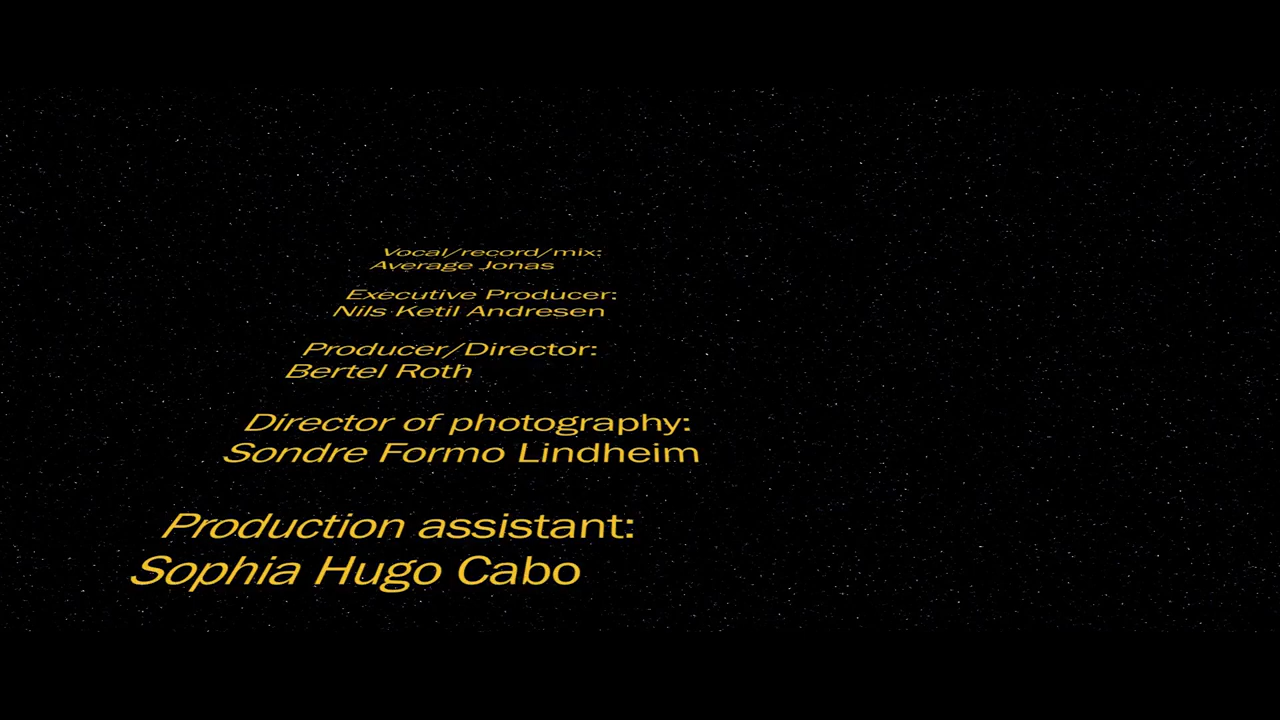 Vocal/record/mix:
Average Jonas
Executive Producer:
Nils Ketil Andresen
Producer/Director:
Bertel Roth
Director of photography:
Sondre Formo Lindheim
Production assistant:
Sophia Hugo Cabo